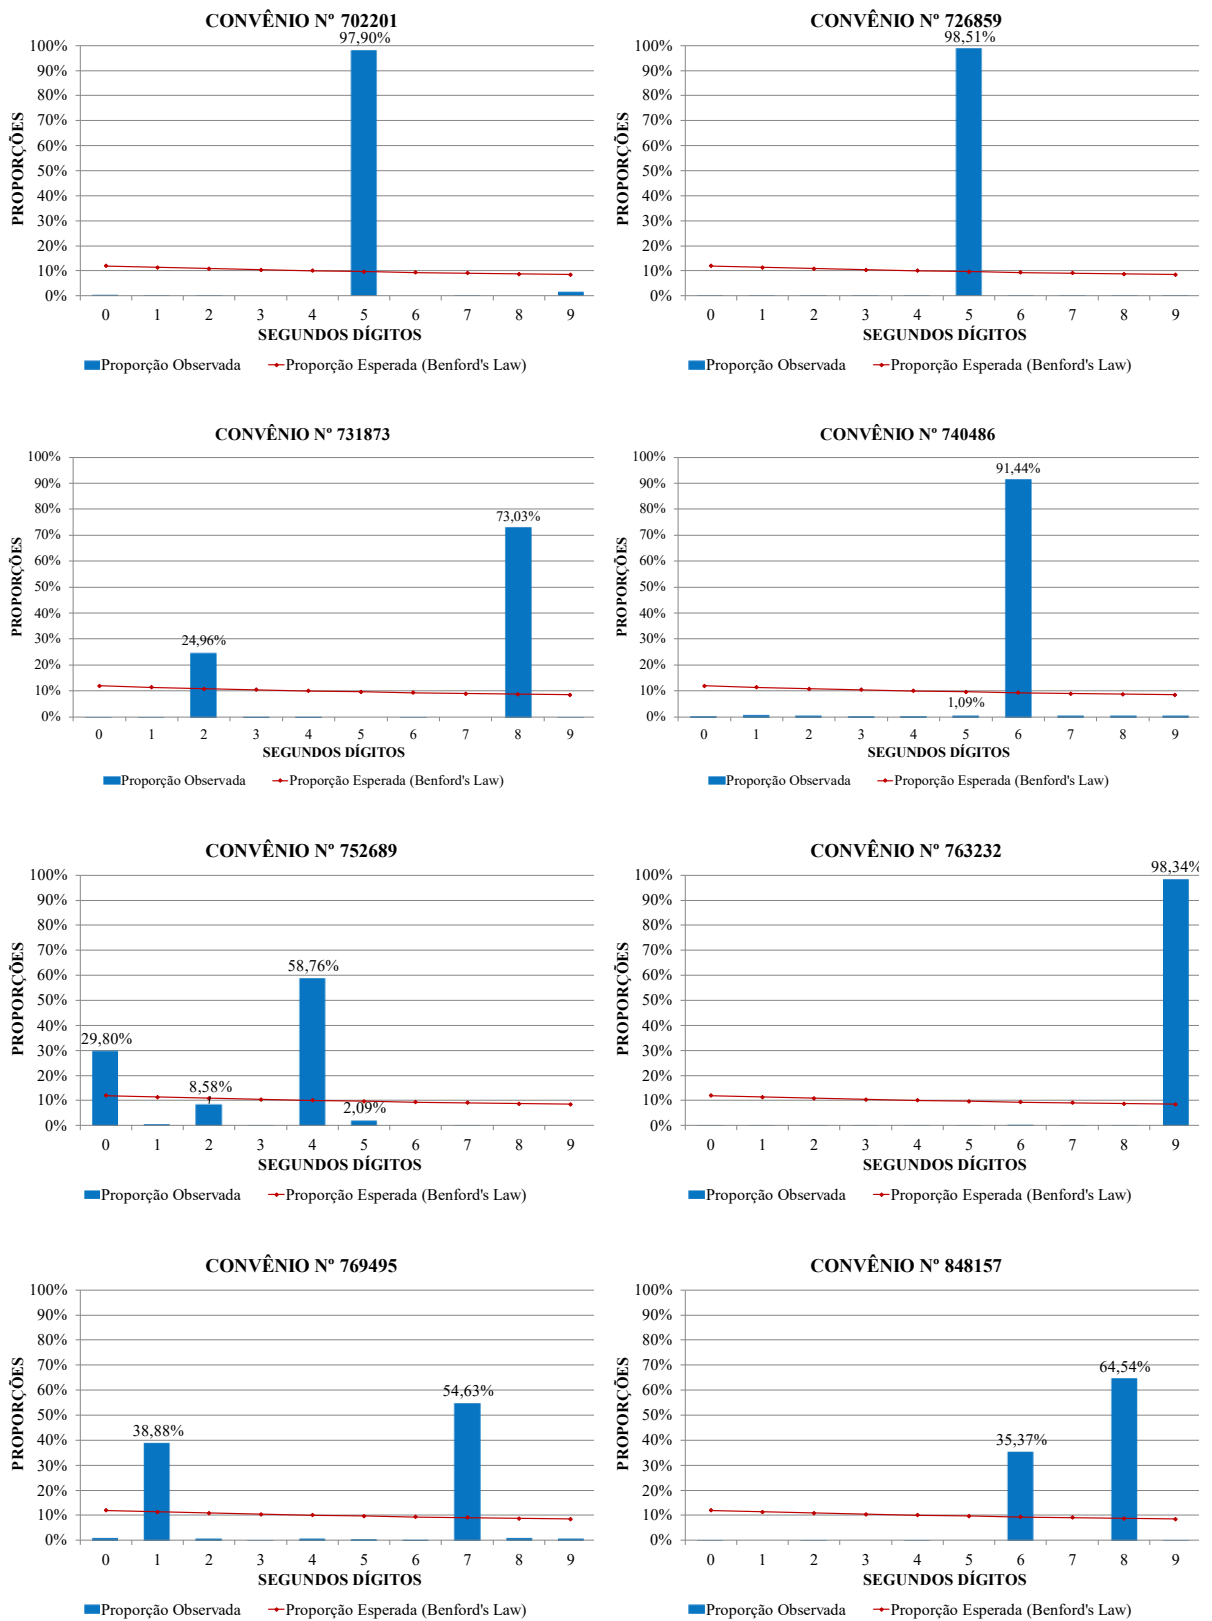 CONVÊNIO Nº 702201
97,90%
100%
90%
80%
70%
60%
50%
40%
30%
20%
10%
0%
PROPORÇÕES
0 1 2 3 4 5 6 7 8 9
SEGUNDOS DÍGITOS
Proporção Observada Proporção Esperada (Benford's Law)
CONVÊNIO Nº 726859
98,51%
100%
90%
80%
70%
60%
50%
40%
30%
20%
10%
0%
PROPORÇÕES
0 1 2 3 4 5 6 7 8 9
SEGUNDOS DÍGITOS
Proporção Observada Proporção Esperada (Benford's Law)
CONVÊNIO Nº 731873
100%
90%
80%
70%
60%
50%
40%
30%
20%
10%
0%
PROPORÇÕES
24,96%
73,03%
0 1 2 3 4 5 6 7 8 9
SEGUNDOS DÍGITOS
Proporção Observada Proporção Esperada (Benford's Law)
CONVÊNIO Nº 740486
100%
90%
80%
70%
60%
50%
40%
30%
20%
10%
0%
PROPORÇÕES
1,09%
91,44%
0 1 2 3 4 5 6 7 8 9
SEGUNDOS DÍGITOS
Proporção Observada Proporção Esperada (Benford's Law)
CONVÊNIO Nº 752689
100%
90%
80%
70%
60%
50%
40%
30%
20%
10%
0%
PROPORÇÕES
29,80%
8,58%
58,76%
2,09%
0 1 2 3 4 5 6 7 8 9
SEGUNDOS DÍGITOS
Proporção Observada Proporção Esperada (Benford's Law)
CONVÊNIO Nº 763232
98,34%
100%
90%
80%
70%
60%
50%
40%
30%
20%
10%
0%
PROPORÇÕES
0 1 2 3 4 5 6 7 8 9
SEGUNDOS DÍGITOS
Proporção Observada Proporção Esperada (Benford's Law)
CONVÊNIO Nº 769495
100%
90%
80%
70%
60%
50%
40%
30%
20%
10%
0%
PROPORÇÕES
38,88%
54,63%
0 1 2 3 4 5 6 7 8 9
SEGUNDOS DÍGITOS
Proporção Observada Proporção Esperada (Benford's Law)
CONVÊNIO Nº 848157
100%
90%
80%
70%
60%
50%
40%
30%
20%
10%
0%
PROPORÇÕES
35,37%
64,54%
0 1 2 3 4 5 6 7 8 9
SEGUNDOS DÍGITOS
Proporção Observada Proporção Esperada (Benford's Law)